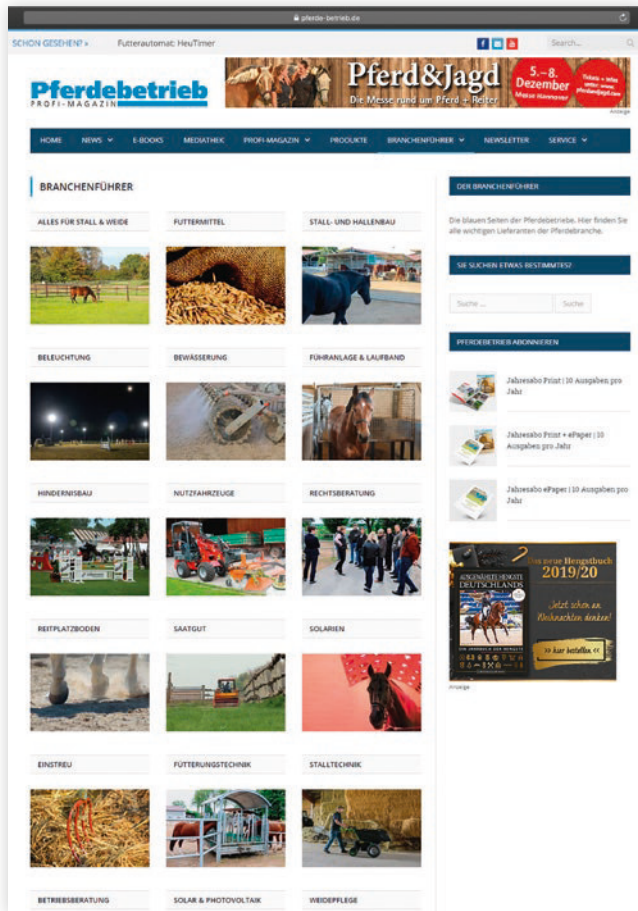 pferde-betrieb.de
SCHON GESEHEN? »
Futterautomat: HeuTimer
Search...
Pferdebetrieb
PROFI-MAGAZIN
Pferd&Jagd
Die Messe rund um Pferd + Reiter
5.–8.
Dezember
Messe Hannover
Tickets + Infos
unter: www.
pferdundjagd.com
Anzeige
HOME NEWS E-BOOKS MEDIATHEK PROFI-MAGAZIN PRODUKTE BRANCHENFÜHRER NEWSLETTER SERVICE
BRANCHENFÜHRER
ALLES FÜR STALL & WEIDE
FUTTERMITTEL
STALL- UND HALLENBAU
BELEUCHTUNG
BEWÄSSERUNG
FÜHRANLAGE & LAUFBAND
HINDERNISBAU
NUTZFAHRZEUGE
RECHTSBERATUNG
REITPLATZBODEN
SAATGUT
SOLARIEN
EINSTREU
FÜTTERUNGSTECHNIK
STALLTECHNIK
BETRIEBSBERATUNG
SOLAR & PHOTOVOLTAIK
WEIDEPFLEGE
DER BRANCHENFÜHRER
Die blauen Seiten der Pferdebetriebe. Hier finden Sie
alle wichtigen Lieferanten der Pferdebranche.
SIE SUCHEN ETWAS BESTIMMTES?
Suche ...
Suche
PFERDEBETRIEB ABONNIEREN
Jahresabo Print | 10 Ausgaben pro
Jahr
Jahresabo Print + ePaper | 10
Ausgaben pro Jahr
Jahresabo ePaper | 10 Ausgaben pro
Jahr
Das neue Hengstbuch
2019/20
AUSGEWÄHLTE HENGSTE
DEUTSCHLANDS
Jetzt schon an
Weihnachten denken!
>> hier bestellen <<
Anzeige